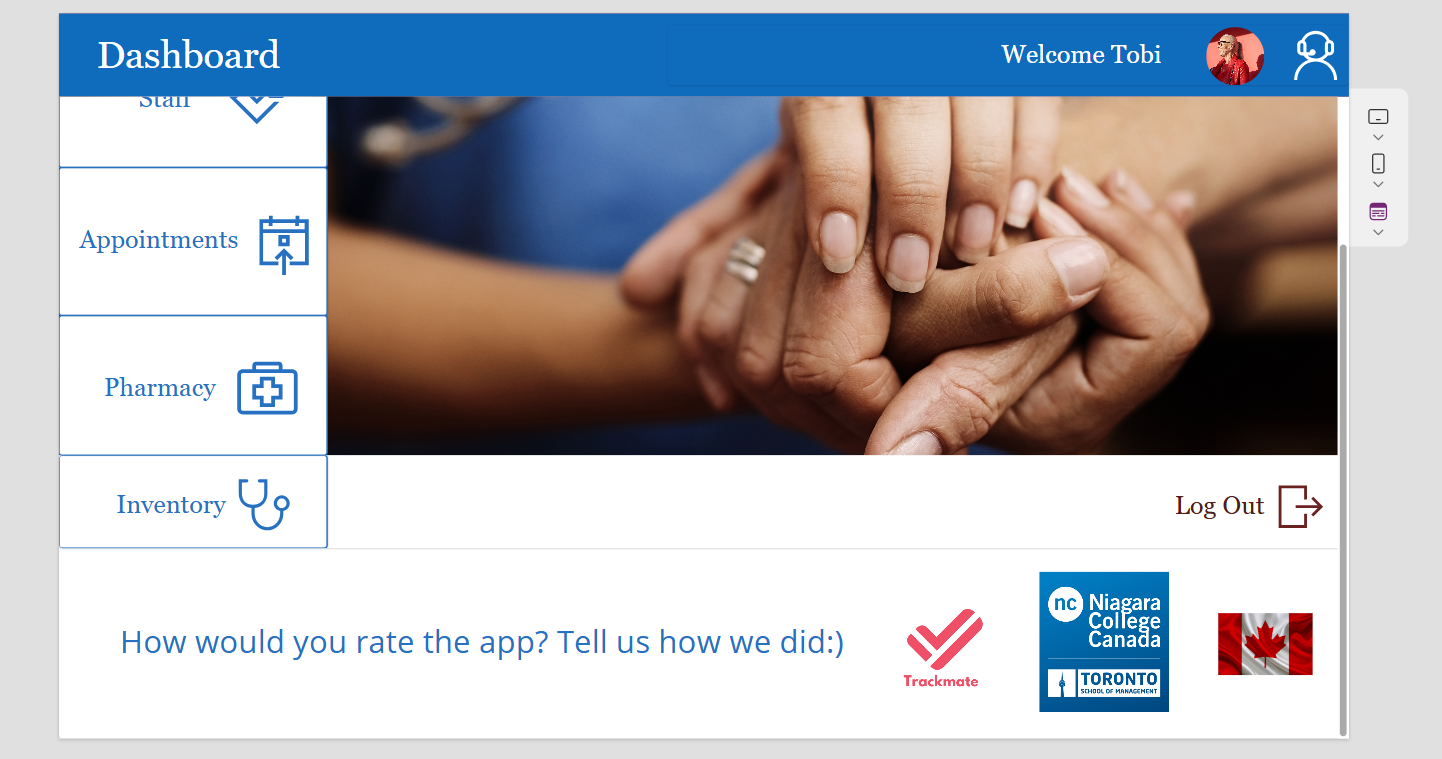 Dashboard
Welcome Tobi
Staff
Appointments
Pharmacy
Inventory
Log Out
How would you rate the app? Tell us how we did:)
Trackmate
nc
Niagara
College
Canada
TORONTO
SCHOOL OF MANAGEMENT